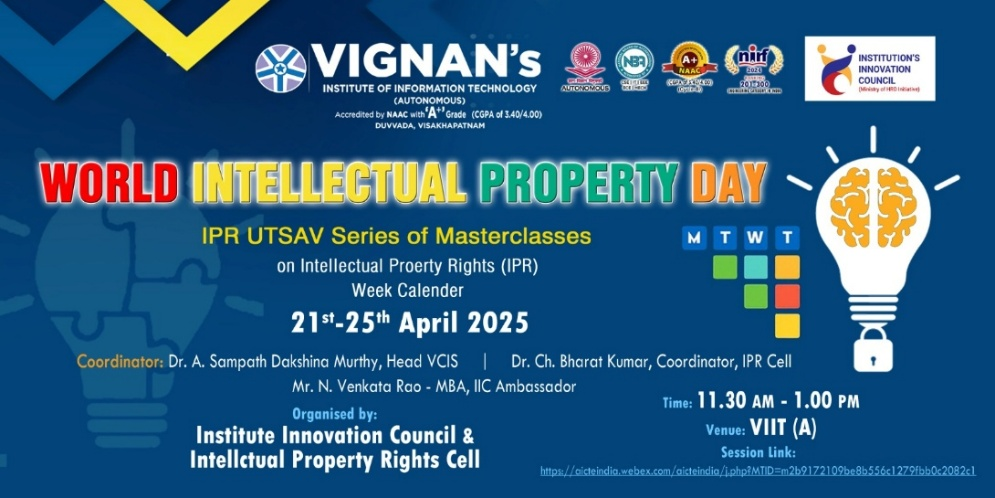 VIGNAN's
INSTITUTE OF INFORMATION TECHNOLOGY
(AUTONOMOUS)
Accredited by NAAC with 'A+' Grade (CGPA of 3.40/4.00)
DUVVADA, VISAKHAPATNAM
AUTONOMOUS
NBA
A+
NAAC
nirf
INSTITUTION'S
INNOVATION
COUNCIL
(Ministry of HRD Initiative)
WORLD INTELLECTUAL PROPERTY DAY
IPR UTSAV Series of Masterclasses
on Intellectual Proerty Rights (IPR)
Week Calender
21st-25th April 2025
M T W T
Coordinator: Dr. A. Sampath Dakshina Murthy, Head VCIS | Dr. Ch. Bharat Kumar, Coordinator, IPR Cell
Mr. N. Venkata Rao - MBA, IIC Ambassador
Organised by:
Institute Innovation Council &
Intellctual Property Rights Cell
Time: 11.30 AM - 1.00 PM
Venue: VIIT (A)
Session Link:
https://aicteindia.webex.com/aicteindia/j.php?MTID=m2b9172109be8b556c1279fbb0c2082c1